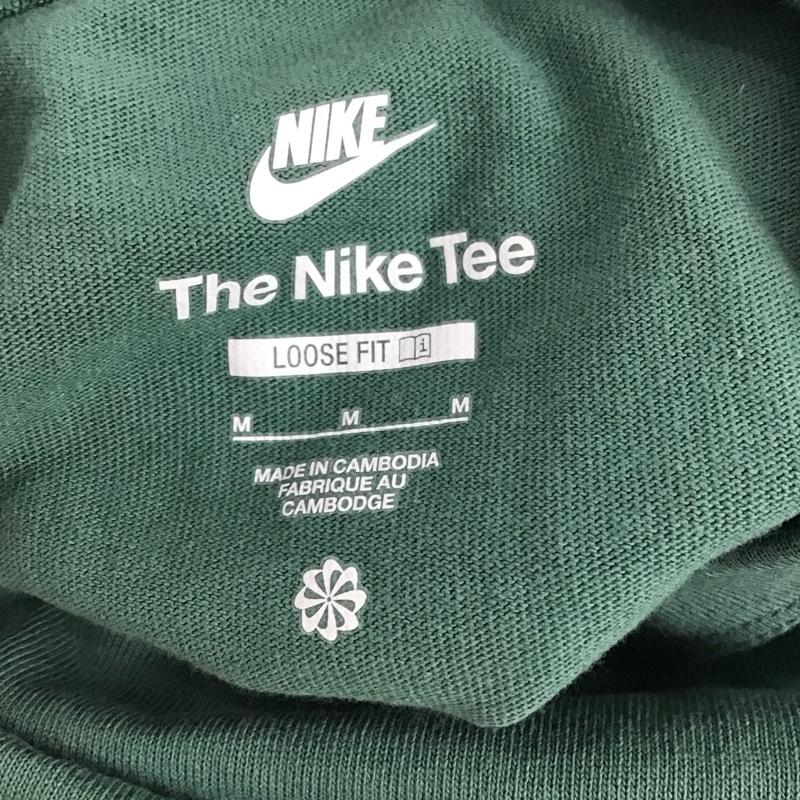 NIKE
The Nike Tee
LOOSE FIT i
M M M
MADE IN CAMBODIA
FABRIQUE AU
CAMBODGE